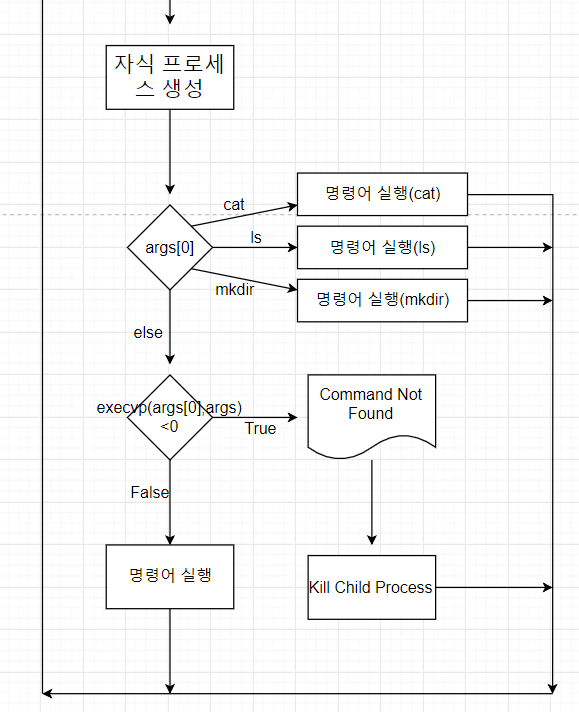 자식 프로세
스 생성
cat
명령어 실행(cat)
args[0]
ls
명령어 실행(ls)
mkdir
명령어 실행(mkdir)
else
execvp(args[0],args)
<0
True
Command Not
Found
False
명령어 실행
Kill Child Process